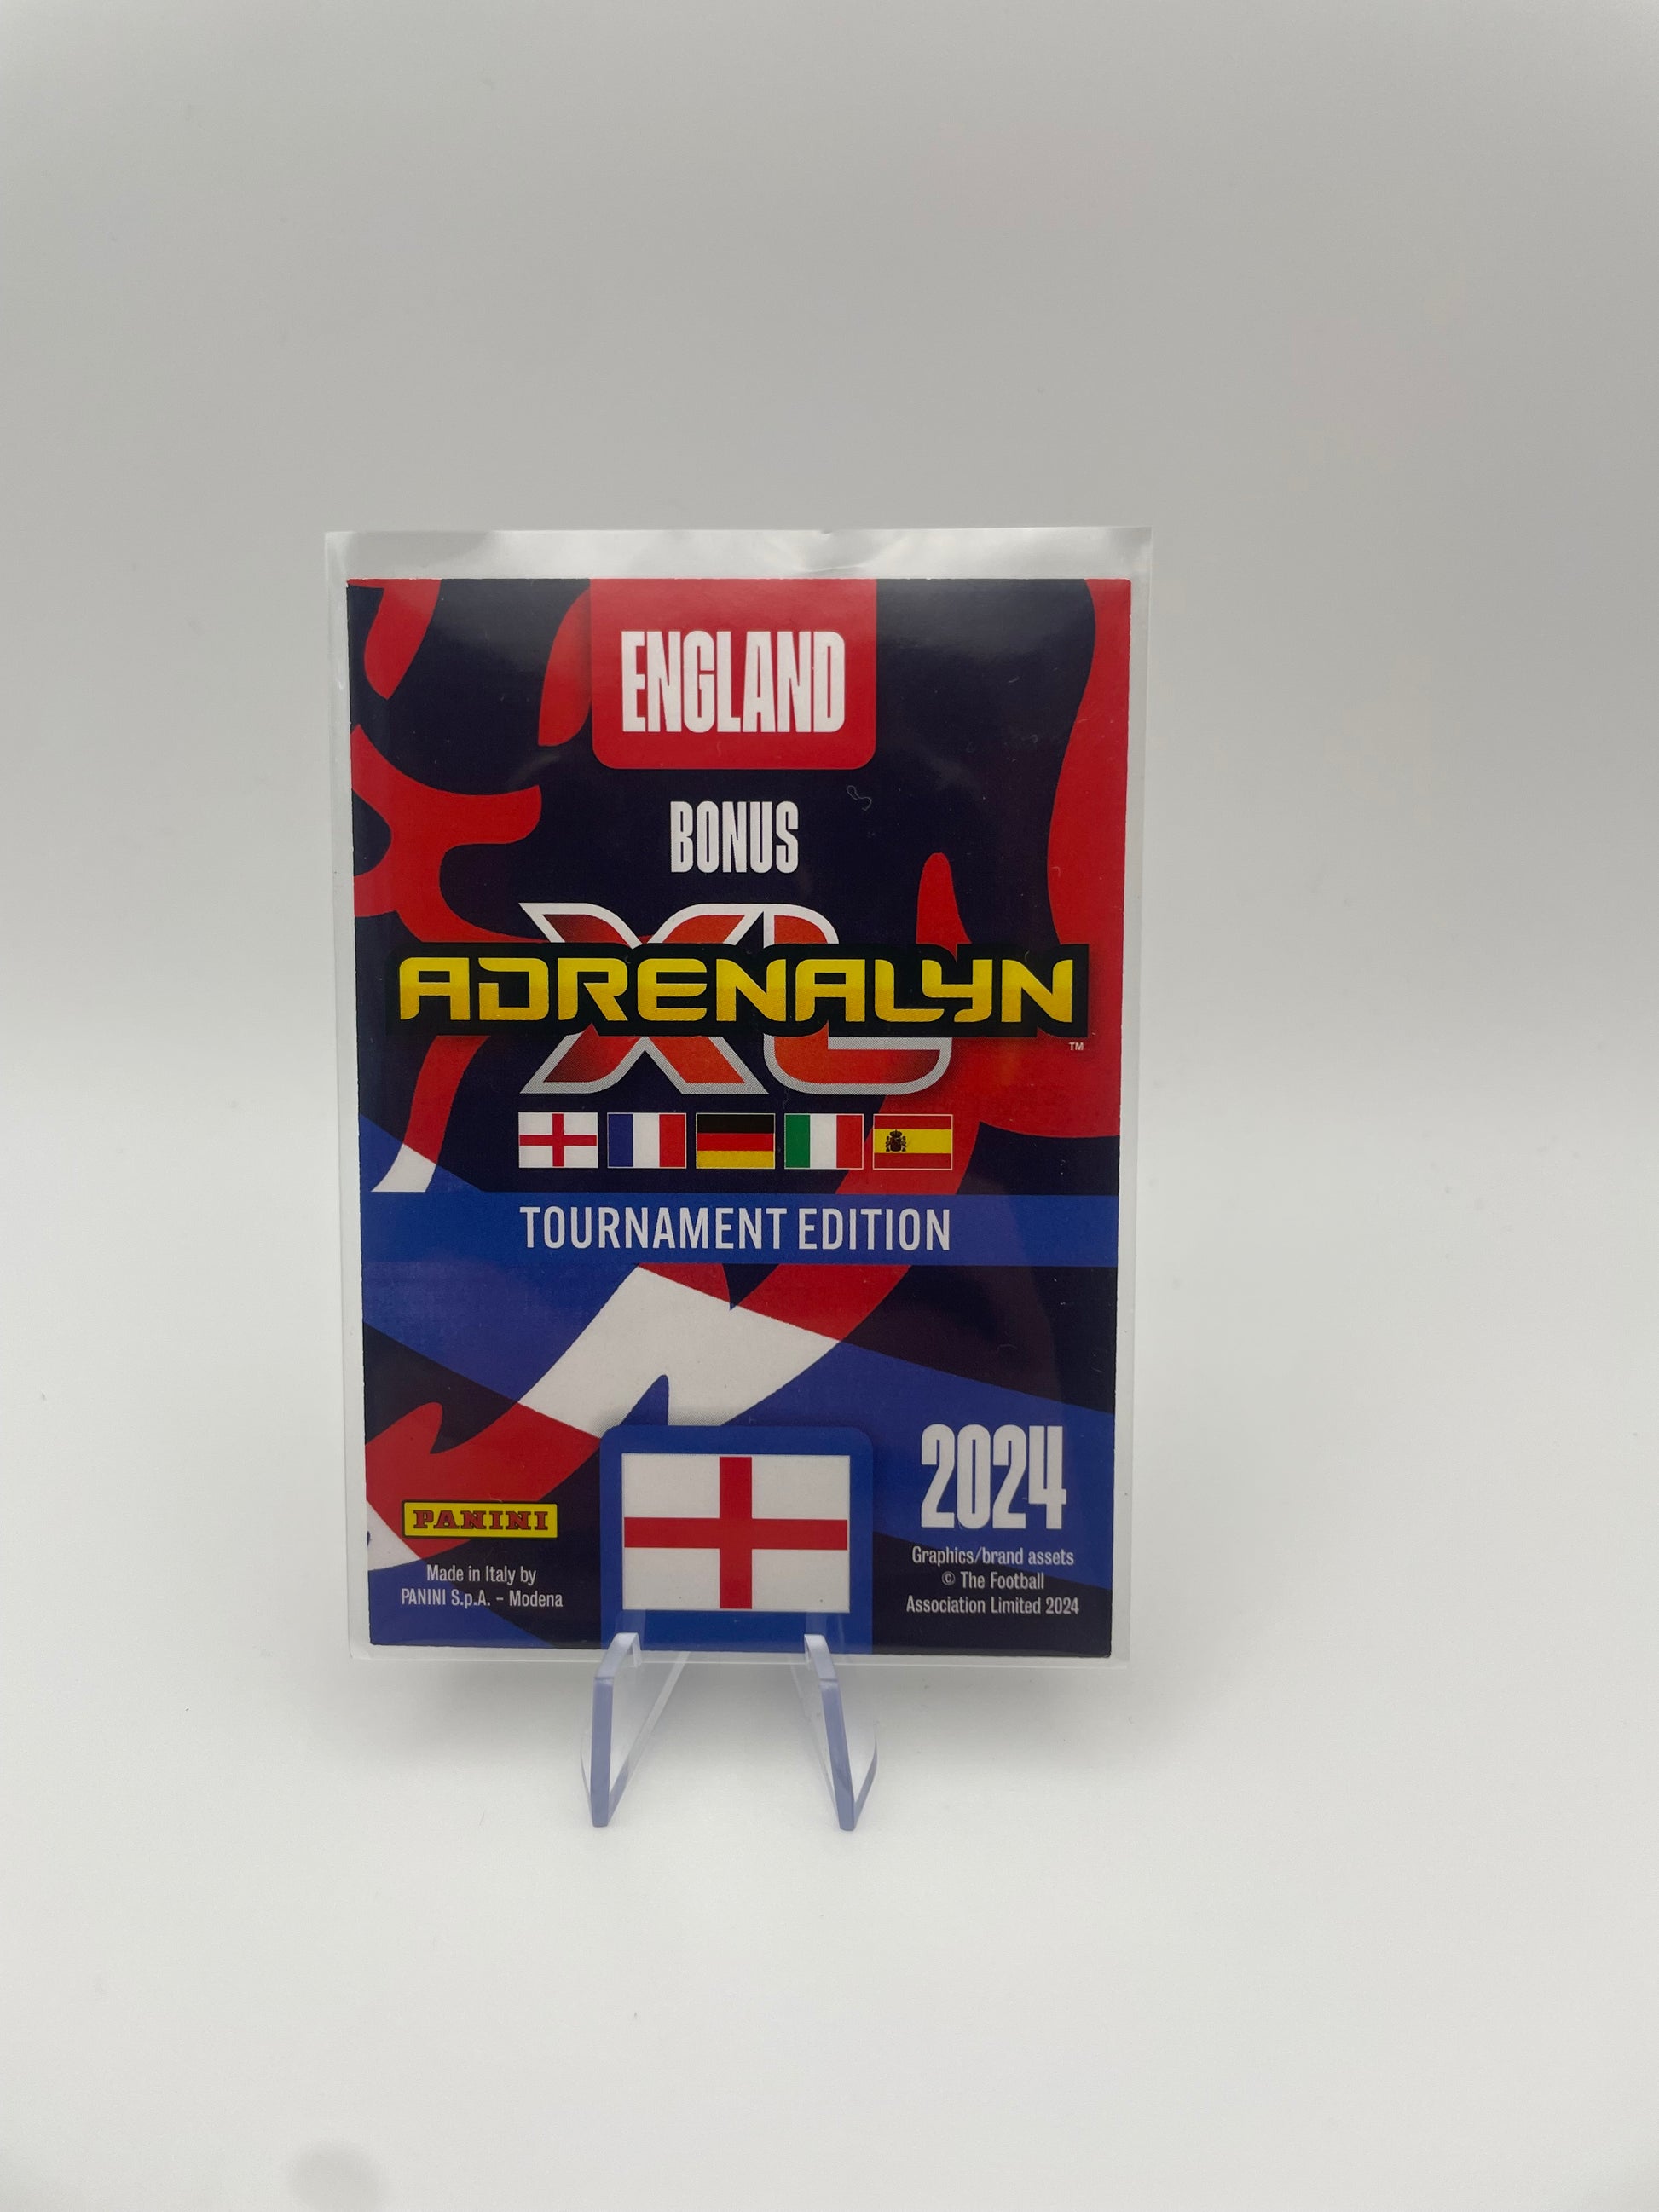 ENGLAND
BONUS
XL
ADRENALYN
TM
TOURNAMENT EDITION
2024
PANINI
Made in Italy by
PANINI S.p.A. - Modena
Graphics/brand assets
© The Football
Association Limited 2024